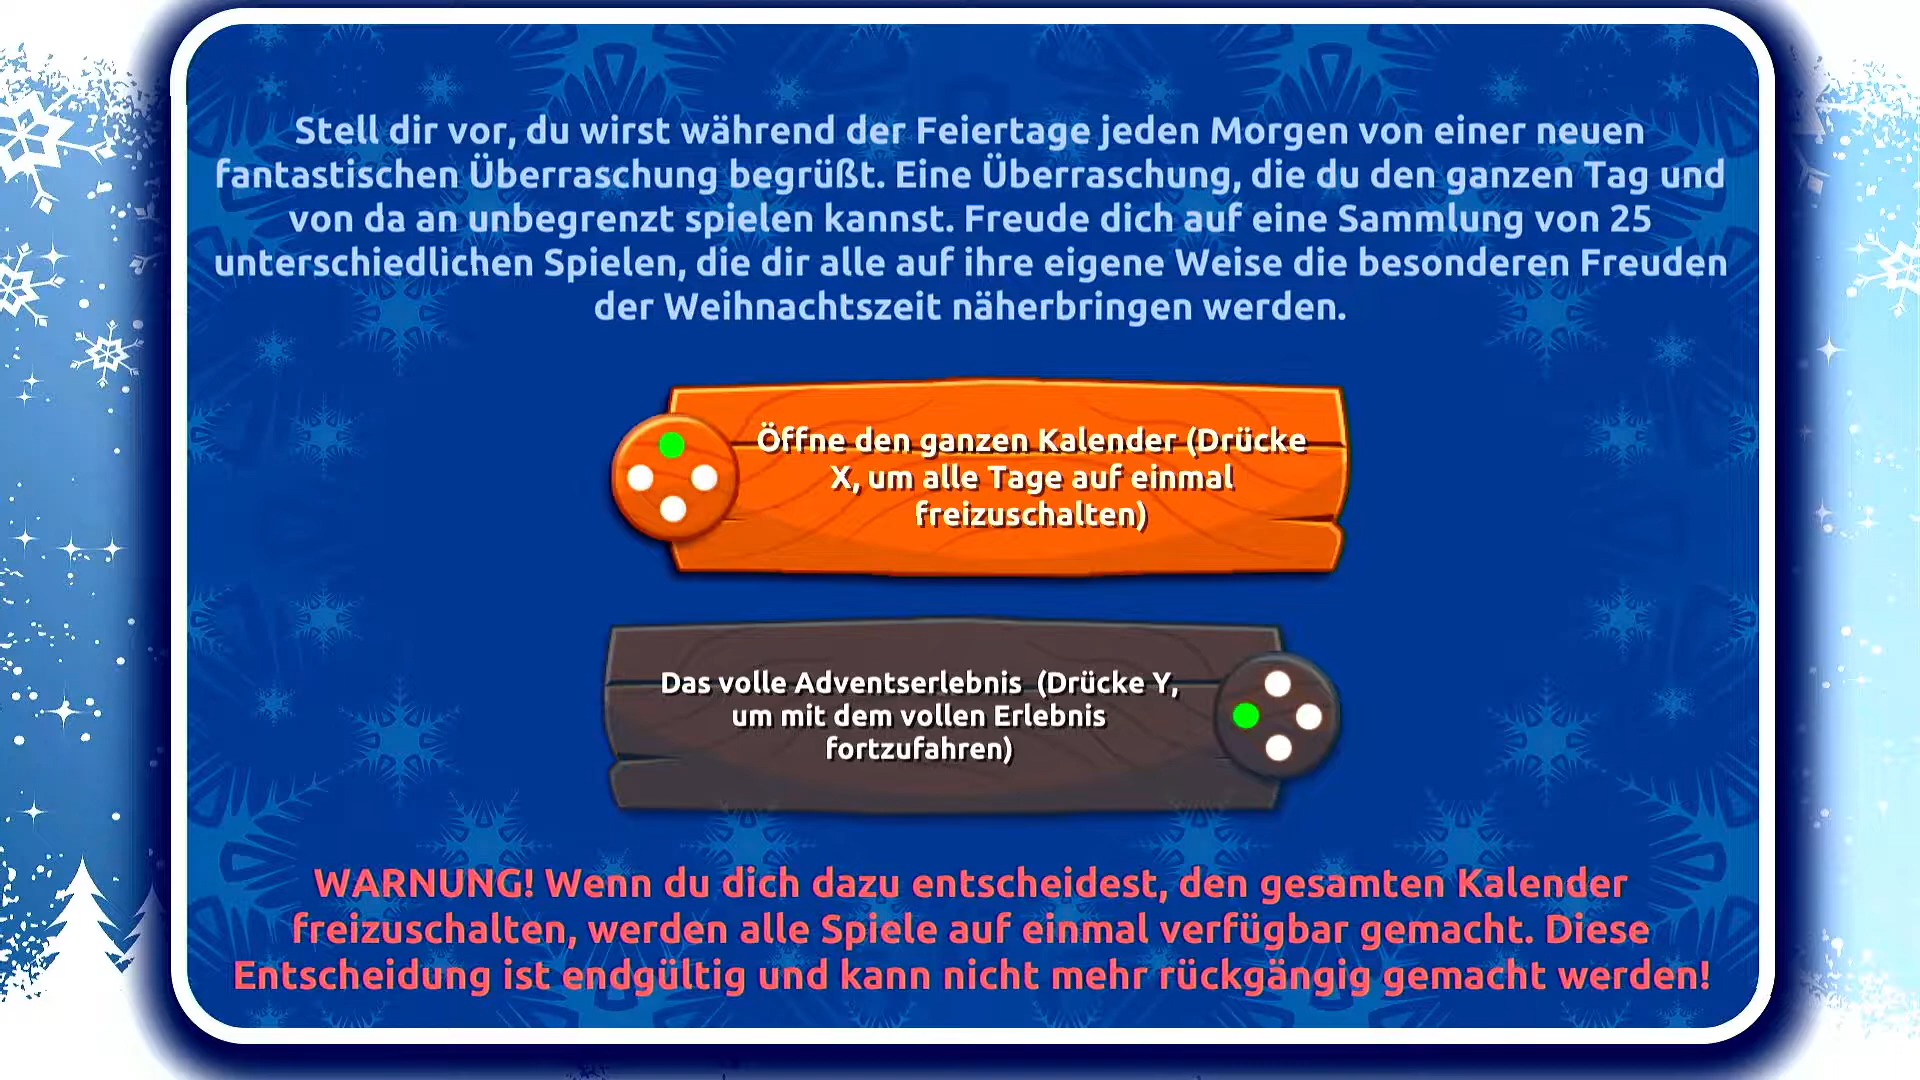 Stell dir vor, du wirst während der Feiertage jeden Morgen von einer neuen
fantastischen Überraschung begrüßt. Eine Überraschung, die du den ganzen Tag und
von da an unbegrenzt spielen kannst. Freude dich auf eine Sammlung von 25
unterschiedlichen Spielen, die dir alle auf ihre eigene Weise die besonderen Freuden
der Weihnachtszeit näherbringen werden.
Öffne den ganzen Kalender (Drücke
X, um alle Tage auf einmal
freizuschalten)
Das volle Adventserlebnis (Drücke Y,
um mit dem vollen Erlebnis
fortzufahren)
WARNUNG! Wenn du dich dazu entscheidest, den gesamten Kalender
freizuschalten, werden alle Spiele auf einmal verfügbar gemacht. Diese
Entscheidung ist endgültig und kann nicht mehr rückgängig gemacht werden!